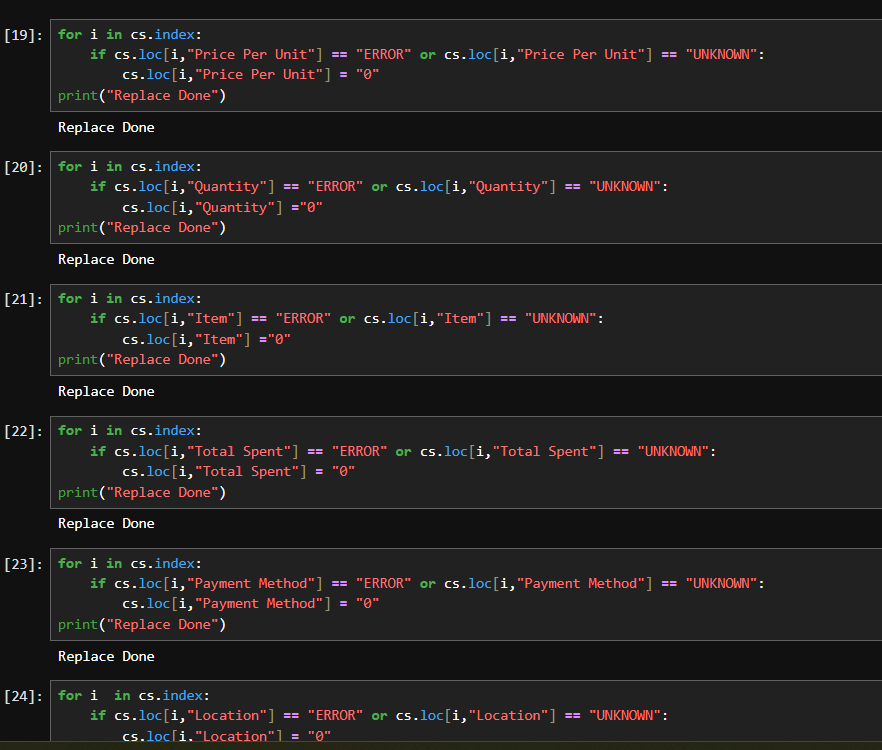 [19]: for i in cs.index:
if cs.loc[i,"Price Per Unit"] == "ERROR" or cs.loc[i,"Price Per Unit"] == "UNKNOWN":
cs.loc[i,"Price Per Unit"] = "0"
print("Replace Done")
Replace Done
[20]: for i in cs.index:
if cs.loc[i,"Quantity"] == "ERROR" or cs.loc[i,"Quantity"] == "UNKNOWN":
cs.loc[i,"Quantity"] ="0"
print("Replace Done")
Replace Done
[21]: for i in cs.index:
if cs.loc[i,"Item"] == "ERROR" or cs.loc[i,"Item"] == "UNKNOWN":
cs.loc[i,"Item"] ="0"
print("Replace Done")
Replace Done
[22]: for i in cs.index:
if cs.loc[i,"Total Spent"] == "ERROR" or cs.loc[i,"Total Spent"] == "UNKNOWN":
cs.loc[i,"Total Spent"] = "0"
print("Replace Done")
Replace Done
[23]: for i in cs.index:
if cs.loc[i,"Payment Method"] == "ERROR" or cs.loc[i,"Payment Method"] == "UNKNOWN":
cs.loc[i,"Payment Method"] = "0"
print("Replace Done")
Replace Done
[24]: for i  in cs.index:
if cs.loc[i,"Location"] == "ERROR" or cs.loc[i,"Location"] == "UNKNOWN":
cs.loc[i,"Location"] = "0"